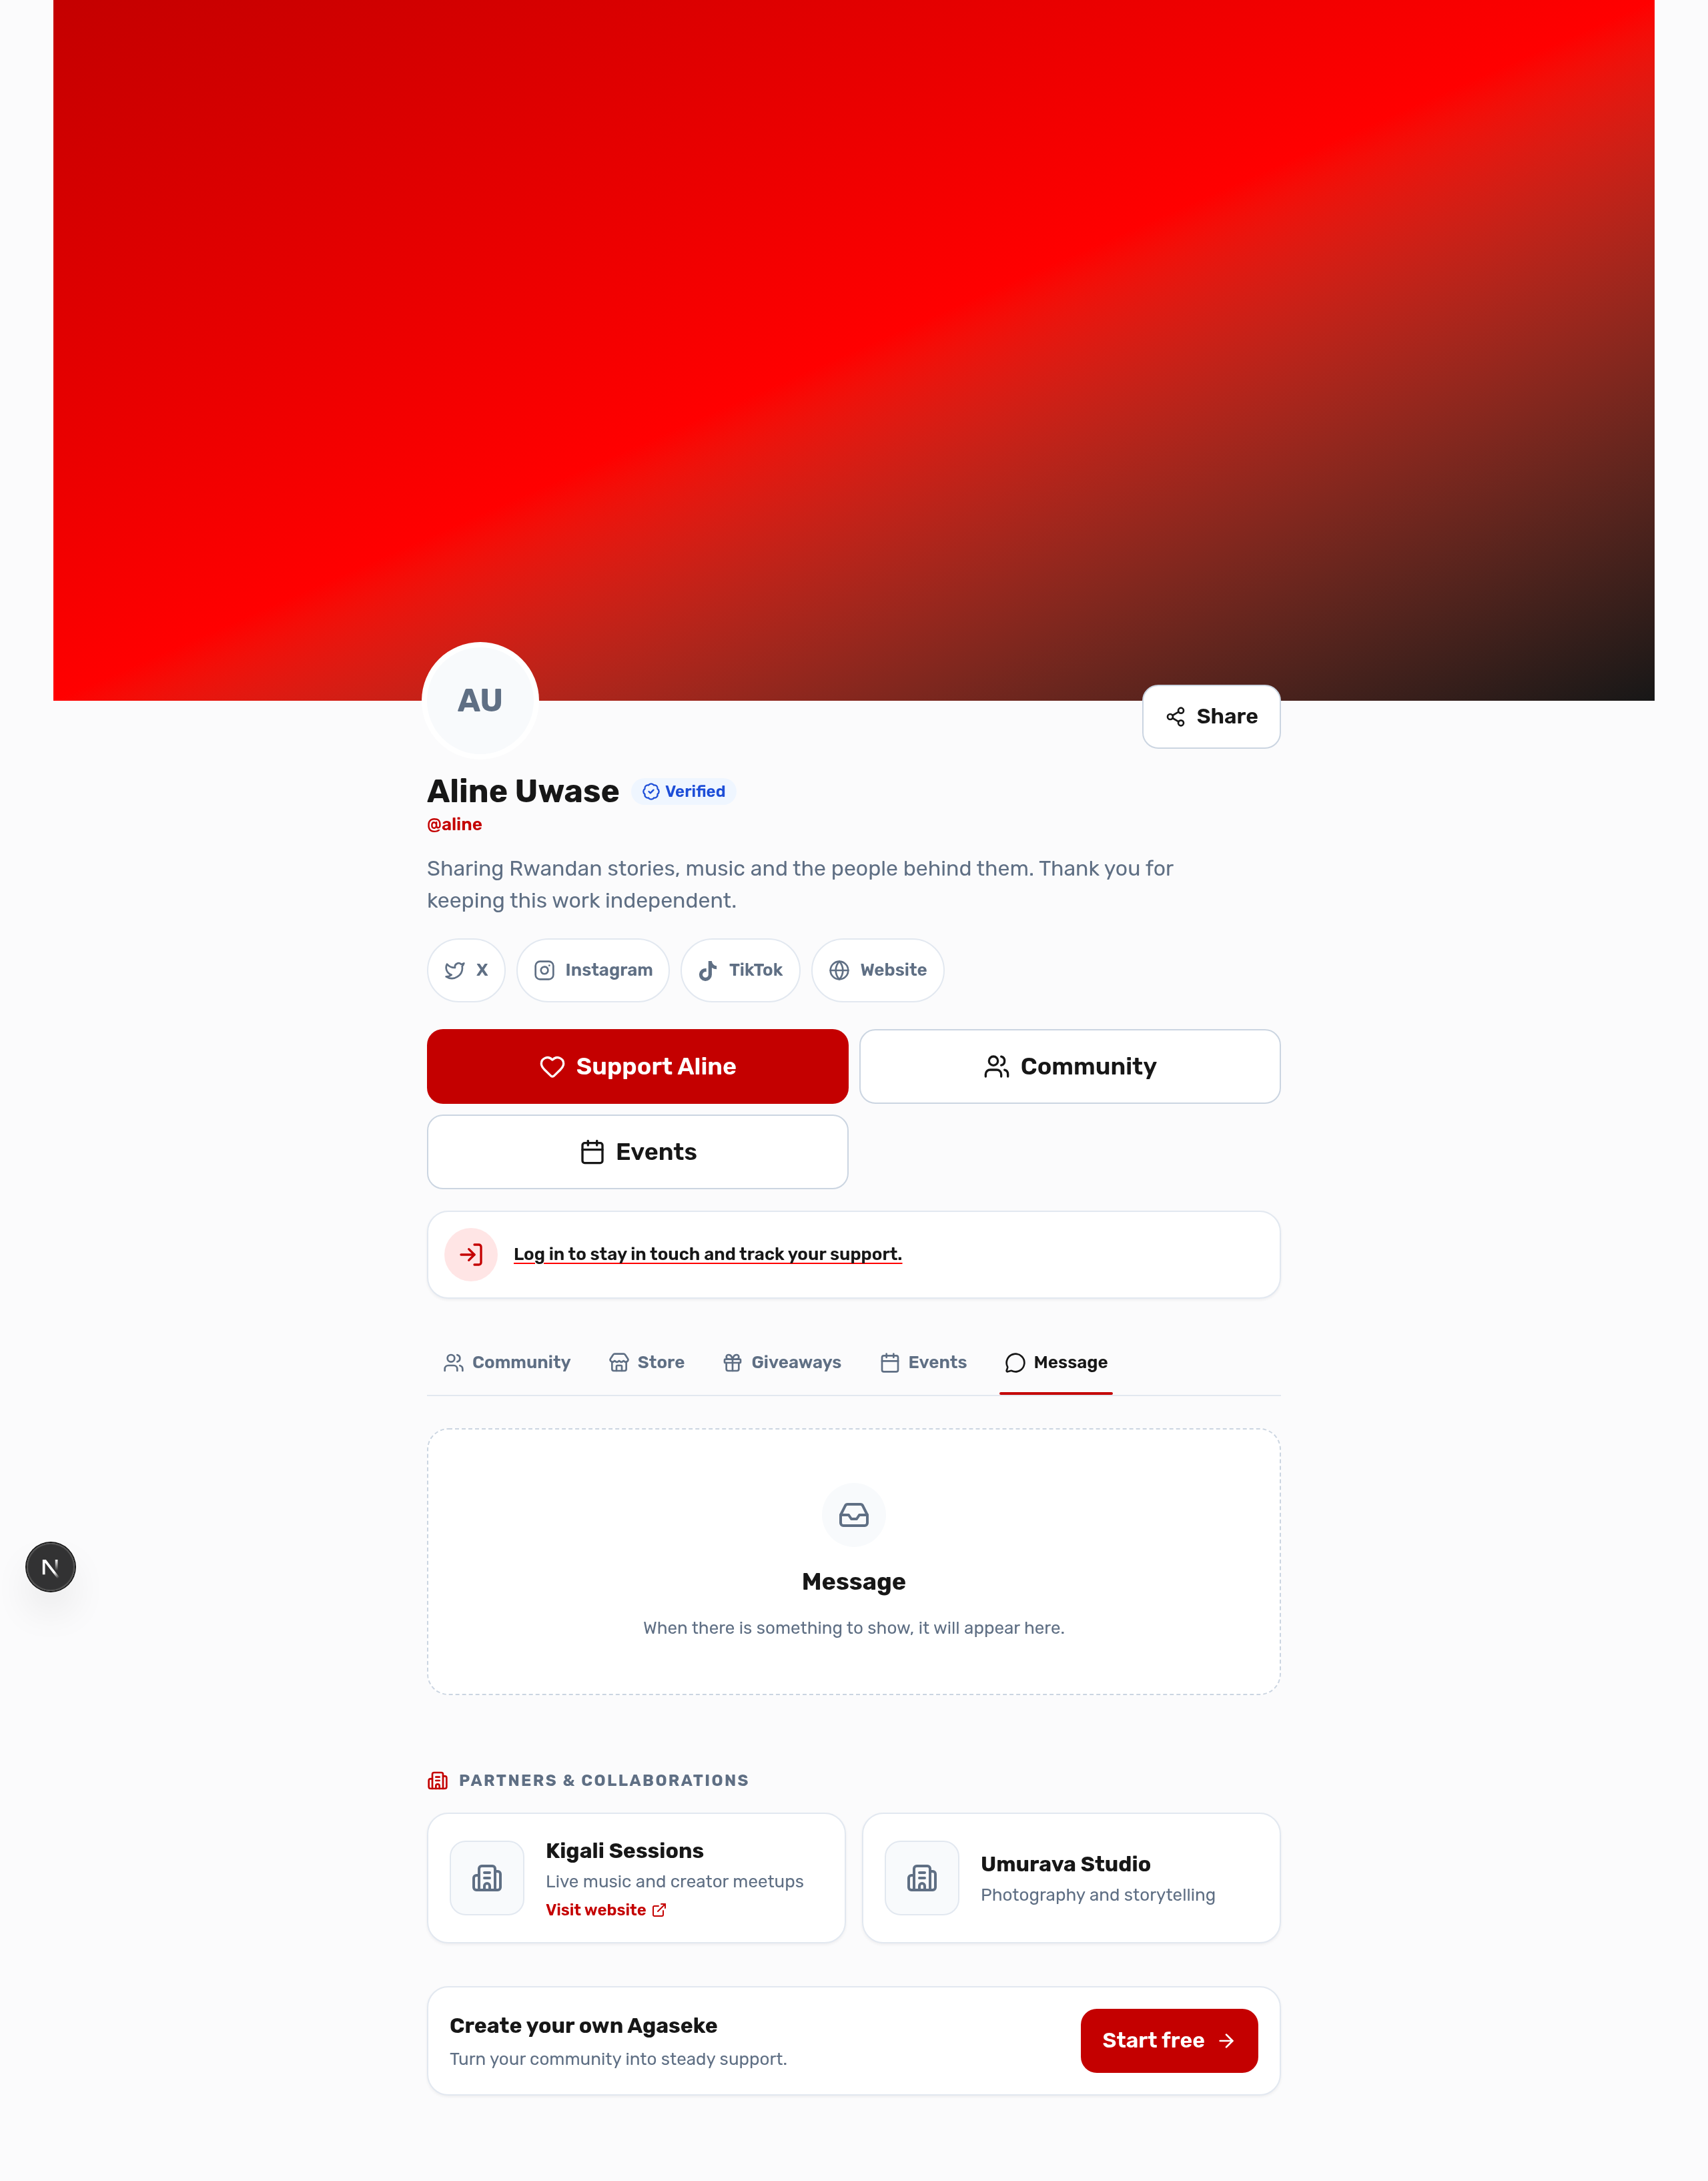 AU
Share
Aline Uwase
Verified
@aline
Sharing Rwandan stories, music and the people behind them. Thank you for
keeping this work independent.
X
Instagram
TikTok
Website
Support Aline
Community
Events
Log in to stay in touch and track your support.
Community
Store
Giveaways
Events
Message
N
Message
When there is something to show, it will appear here.
PARTNERS & COLLABORATIONS
Kigali Sessions
Live music and creator meetups
Visit website
Umurava Studio
Photography and storytelling
Create your own Agaseke
Turn your community into steady support.
Start free